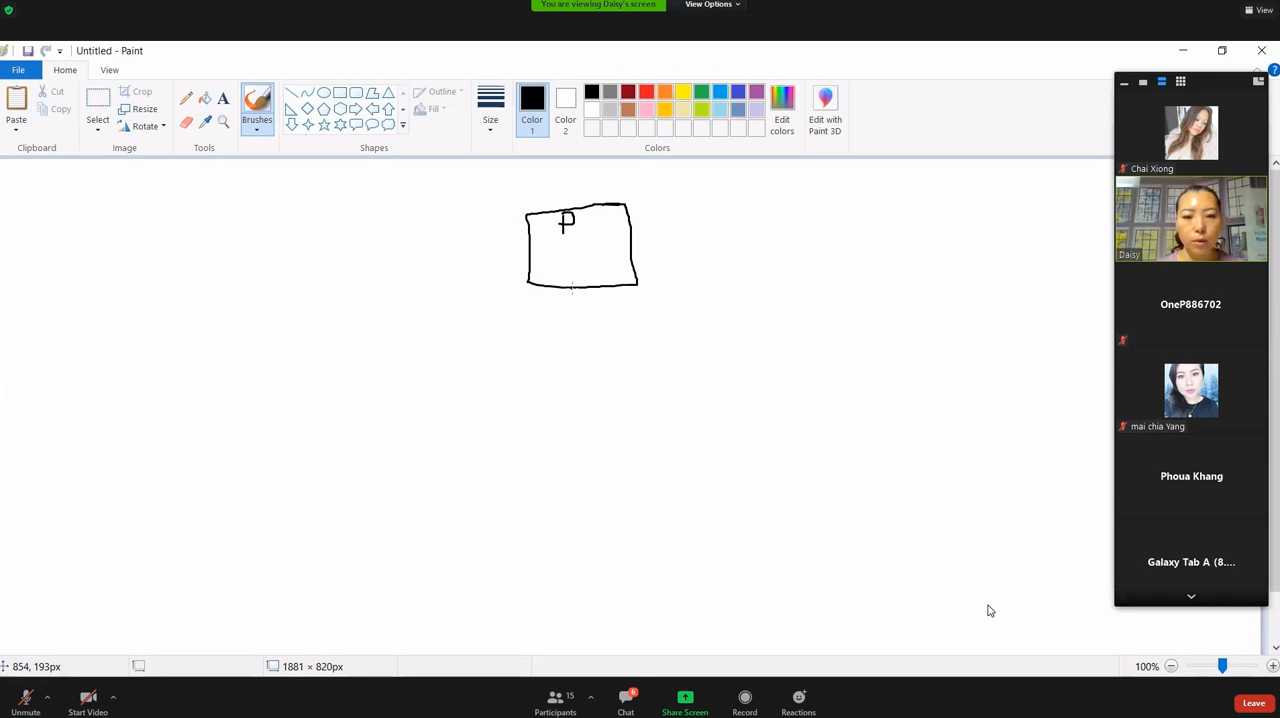 You are viewing Daisy's screen
View Options
View
Untitled - Paint
File
Home
View
Paste
Cut
Copy
Clipboard
Select
Crop
Resize
Rotate
Image
A
Tools
Brushes
Outline
Fill
Shapes
Size
Color
1
Color
2
Edit
colors
Edit with
Paint 3D
Colors
P
Chai Xiong
Daisy
OneP886702
mai chia Yang
Phoua Khang
Galaxy Tab A (8....
854, 193px
1881 × 820px
100%
Unmute
Start Video
Participants
15
Chat
6
Share Screen
Record
Reactions
Leave